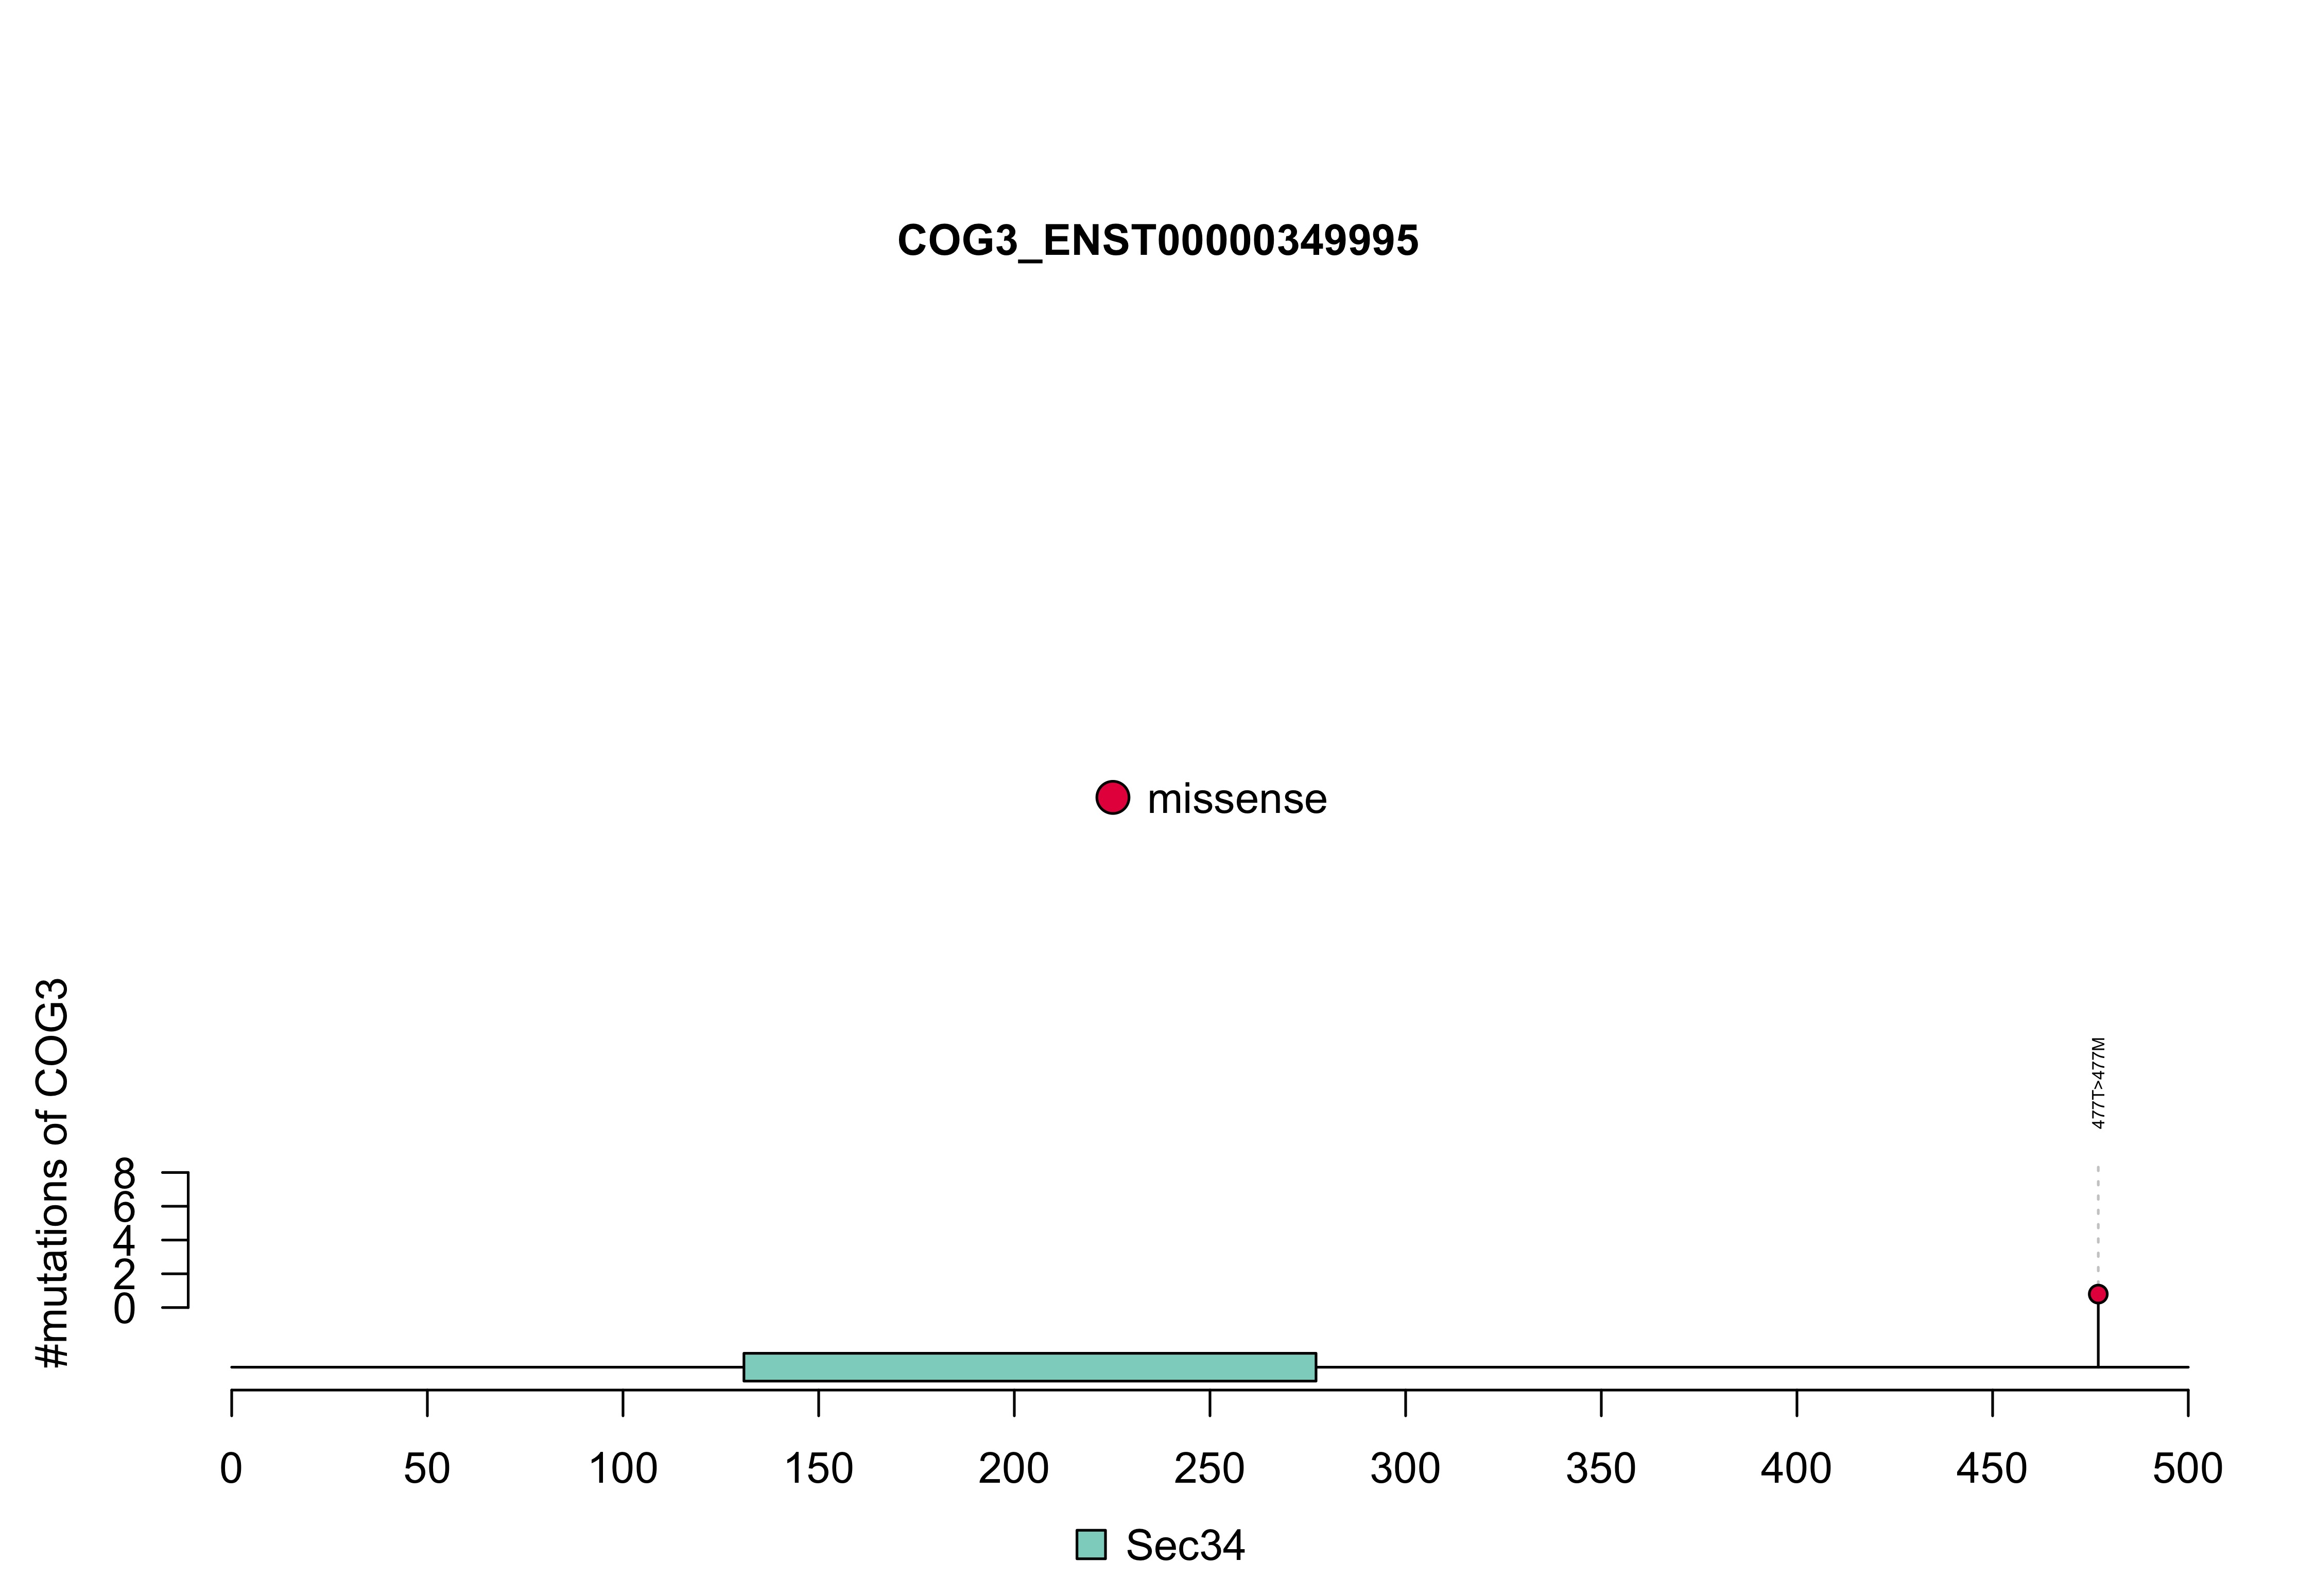 COG3_ENST00000349995
missense
#mutations of COG3
477T>477M
8
6
4
2
0
0 50 100 150 200 250 300 350 400 450 500
Sec34